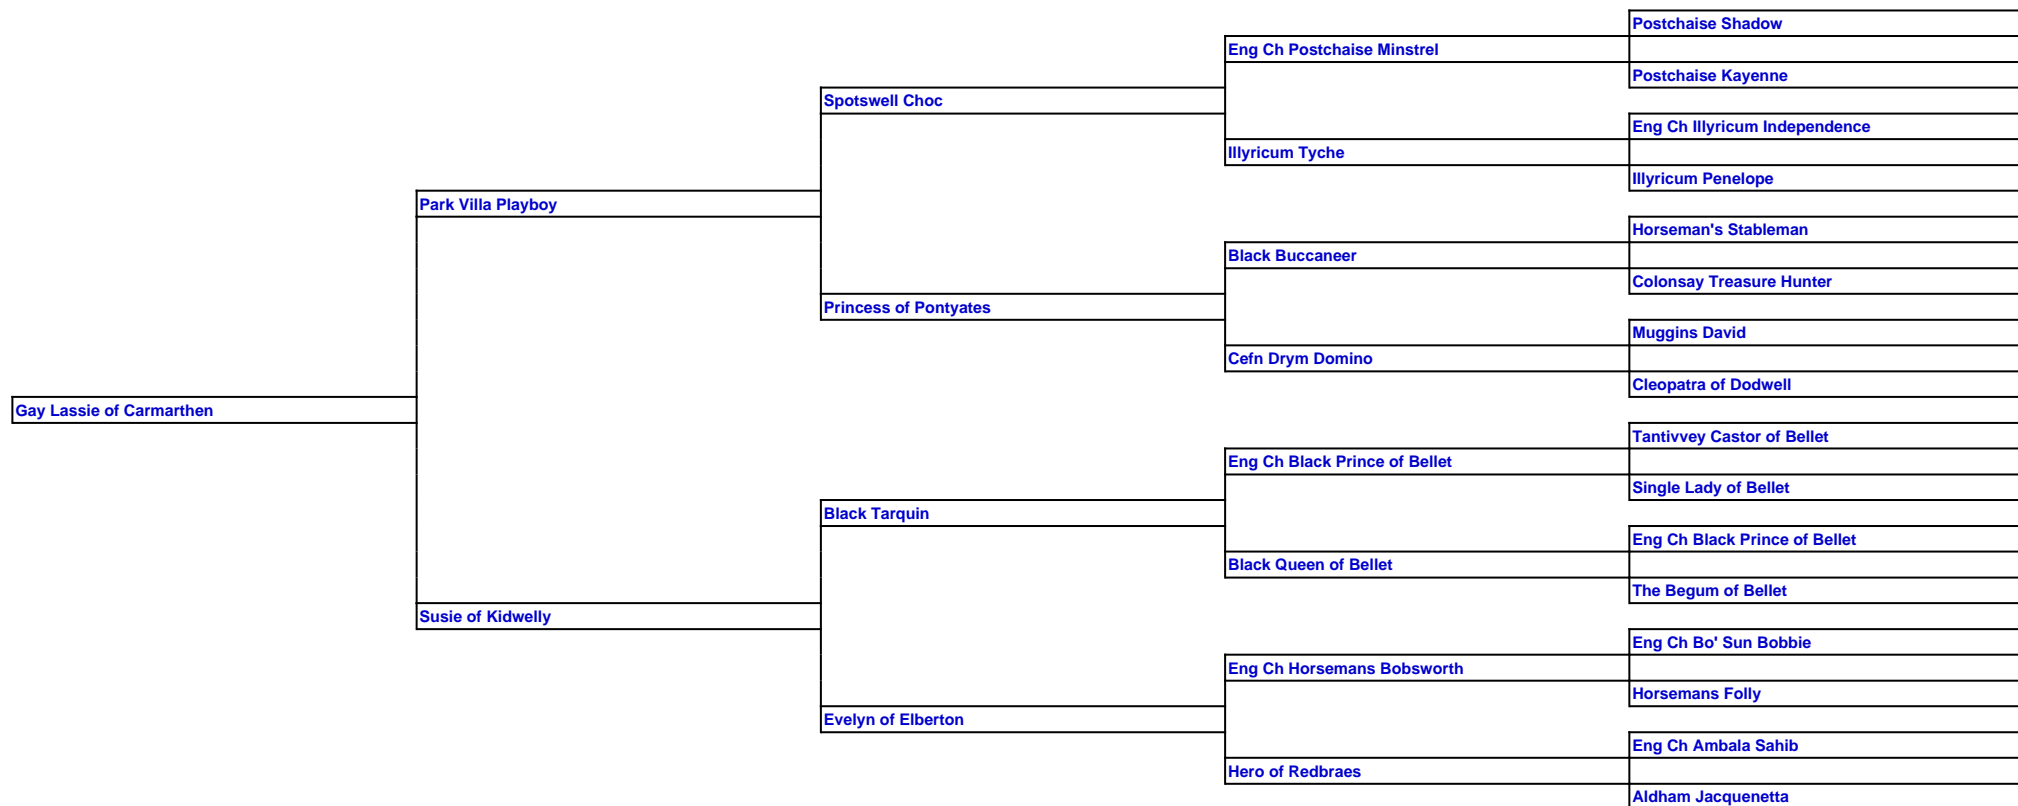 Postchaise Shadow
Eng Ch Postchaise Minstrel
Postchaise Kayenne
Spotswell Choc
Eng Ch Illyricum Independence
Illyricum Tyche
Illyricum Penelope
Park Villa Playboy
Horseman's Stableman
Black Buccaneer
Colonsay Treasure Hunter
Princess of Pontyates
Muggins David
Cefn Drym Domino
Cleopatra of Dodwell
Gay Lassie of Carmarthen
Tantivvey Castor of Bellet
Eng Ch Black Prince of Bellet
Single Lady of Bellet
Black Tarquin
Eng Ch Black Prince of Bellet
Black Queen of Bellet
The Begum of Bellet
Susie of Kidwelly
Eng Ch Bo' Sun Bobbie
Eng Ch Horsemans Bobsworth
Horsemans Folly
Evelyn of Elberton
Eng Ch Ambala Sahib
Hero of Redbraes
Aldham Jacquenetta